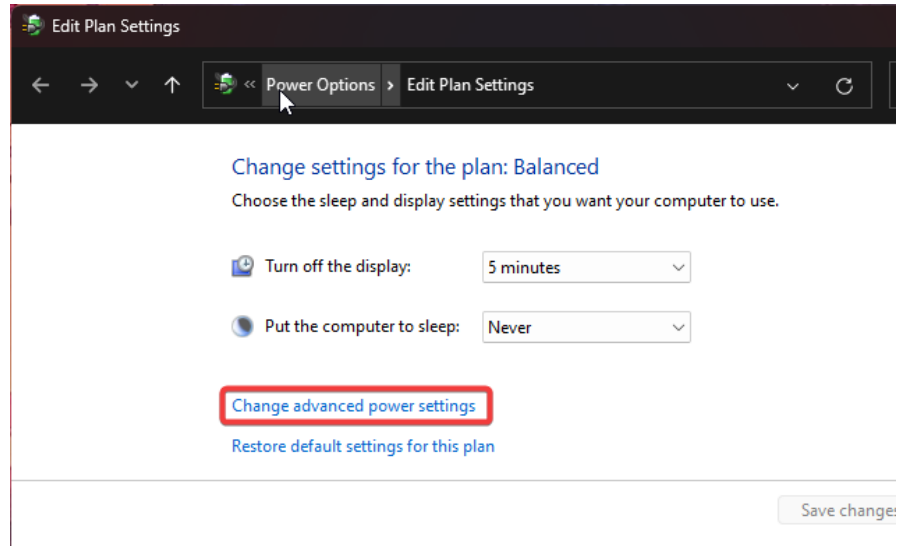 Edit Plan Settings
« Power Options › Edit Plan Settings
Change settings for the plan: Balanced
Choose the sleep and display settings that you want your computer to use.
Turn off the display: 5 minutes
Put the computer to sleep: Never
Change advanced power settings
Restore default settings for this plan
Save changes